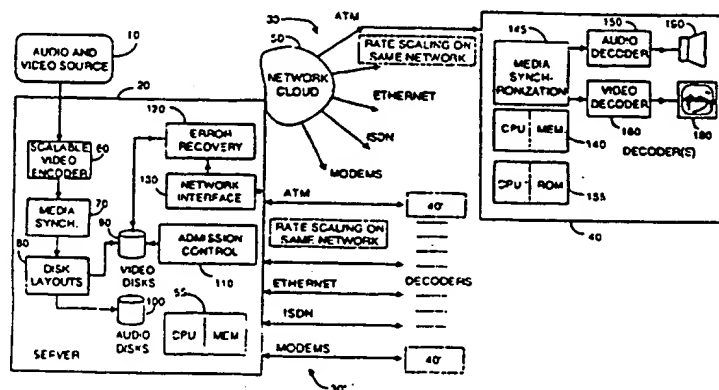 10
AUDIO AND
VIDEO SOURCE
20
SCALABLE
VIDEO
ENCODER
60
MEDIA
SYNCH.
70
DISK
LAYOUTS
80
90
VIDEO
DISKS
100
AUDIO
DISKS
120
ERROR
RECOVERY
130
NETWORK
INTERFACE
ADMISSION
CONTROL
110
55
CPU
MEM
SERVER
30
50
NETWORK
CLOUD
ATM
RATE SCALING ON
SAME NETWORK
ETHERNET
ISDN
MODEMS
ATM
RATE SCALING ON
SAME NETWORK
ETHERNET
ISDN
MODEMS
30'
40'
DECODERS
40'
145
MEDIA
SYNCH-
RONIZATION
150
AUDIO
DECODER
VIDEO
DECODER
160
180
CPU
MEM.
140
DECODER(S)
CPU
ROM
155
40